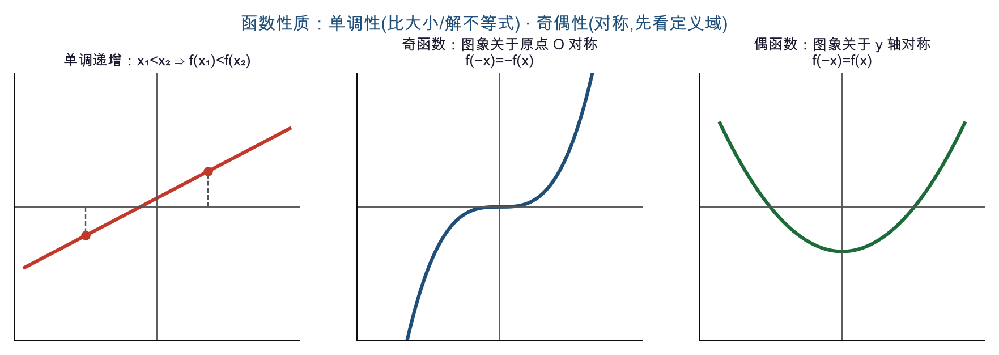 函数性质：单调性(比大小/解不等式) · 奇偶性(对称,先看定义域)
单调递增：x₁<x₂ ⇒ f(x₁)<f(x₂)
奇函数：图象关于原点 O 对称
f(−x)=−f(x)
偶函数：图象关于 y 轴对称
f(−x)=f(x)